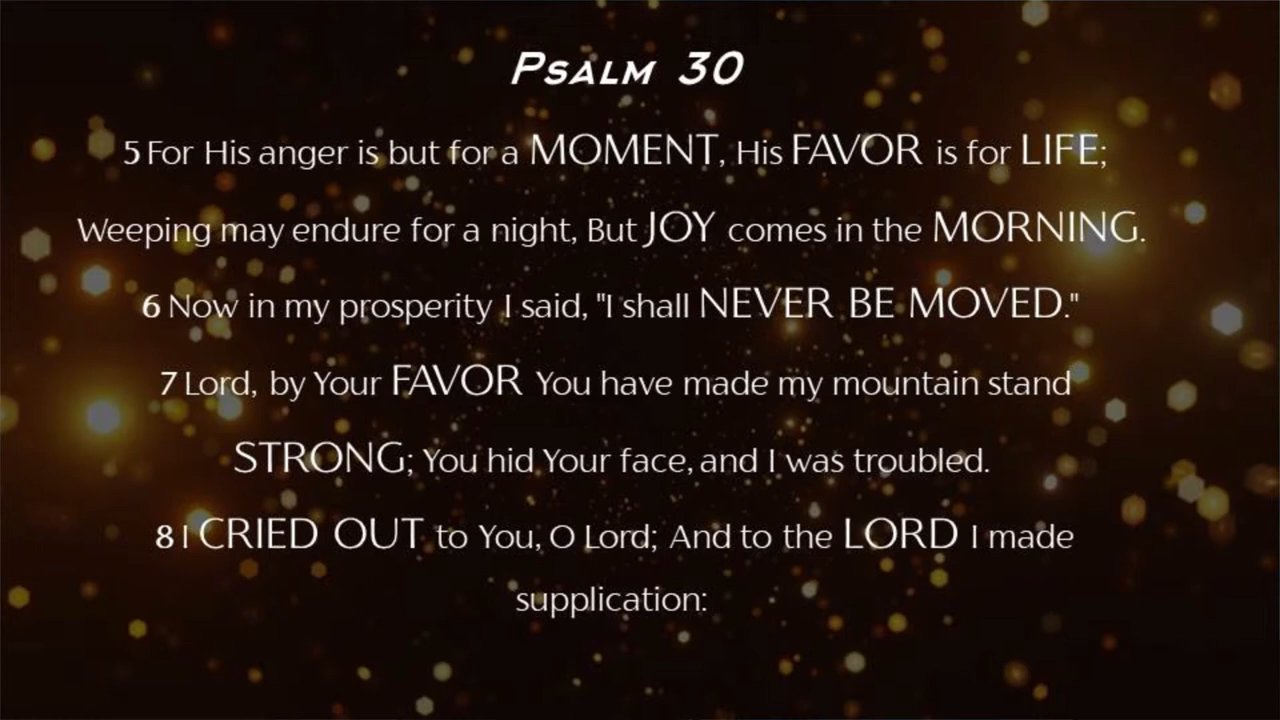 Psalm 30
5 For His anger is but for a MOMENT, His FAVOR is for LIFE;
Weeping may endure for a night, But JOY comes in the MORNING.
6 Now in my prosperity I said, "I shall NEVER BE MOVED."
7 Lord, by Your FAVOR You have made my mountain stand
STRONG; You hid Your face, and I was troubled.
8 I CRIED OUT to You, O Lord; And to the LORD I made
supplication: